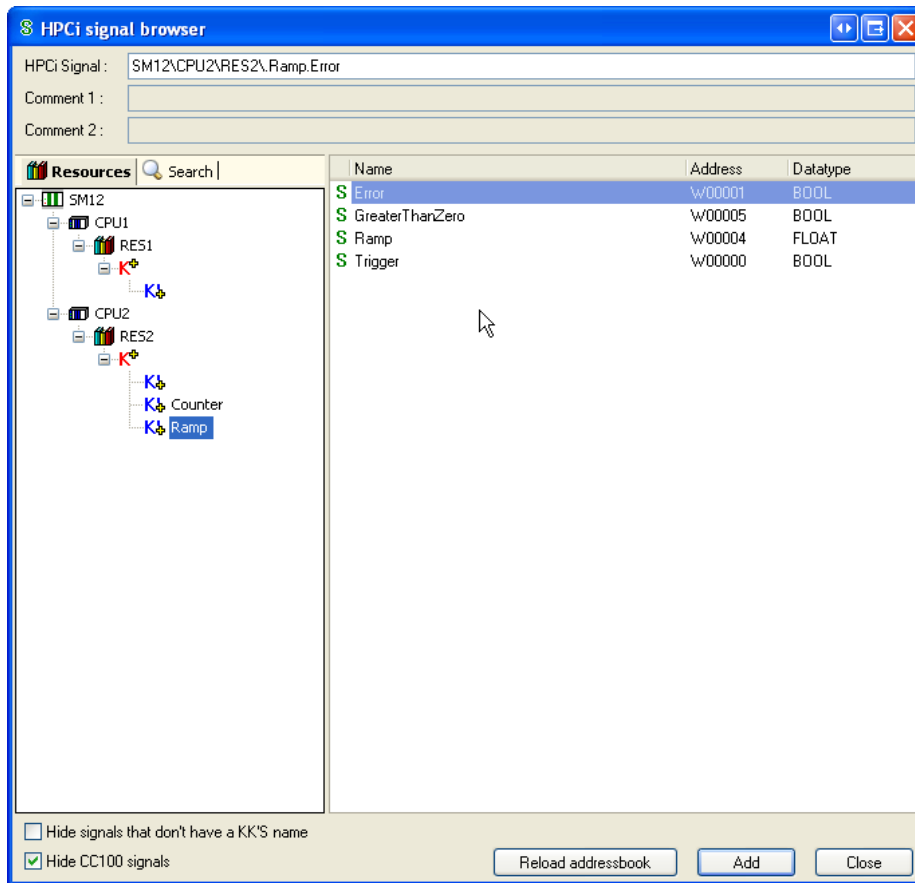 HPCi signal browser
HPCi Signal : SM12\CPU2\RES2\.Ramp.Error
Comment 1 :
Comment 2 :
Resources Search Name Address Datatype
SM12 Error W00001 BOOL
CPU1 GreaterThanZero W00005 BOOL
RES1 Ramp W00004 FLOAT
K Trigger W00000 BOOL
K
CPU2
RES2
K
K
K Counter
K Ramp
Hide signals that don't have a KK'S name
Hide CC100 signals Reload addressbook Add Close